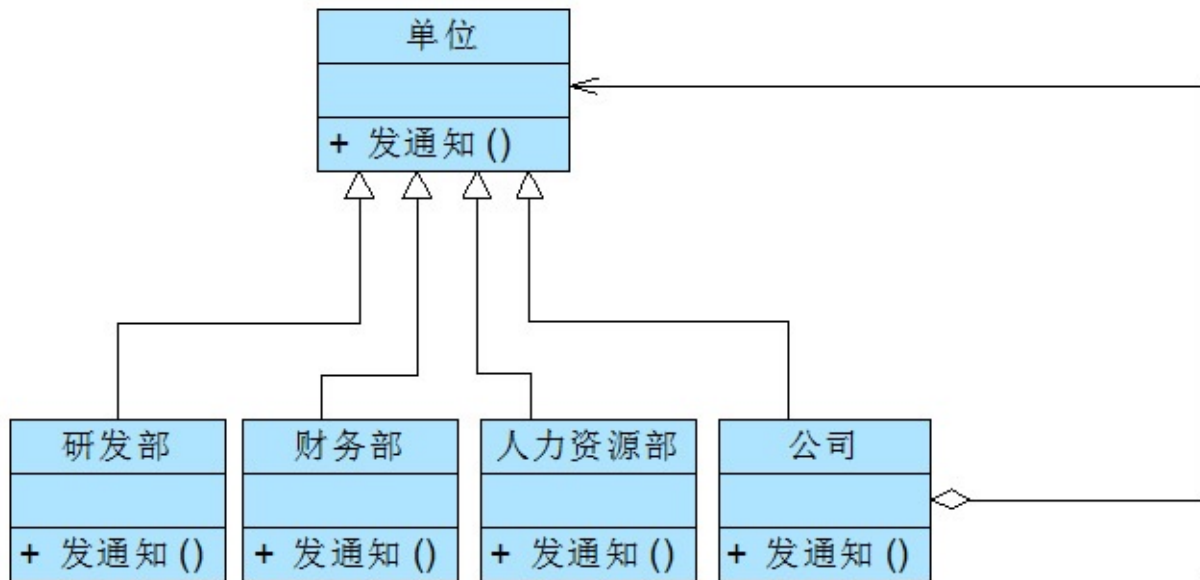 单位
+ 发通知()
研发部
+ 发通知()
财务部
+ 发通知()
人力资源部
+ 发通知()
公司
+ 发通知()